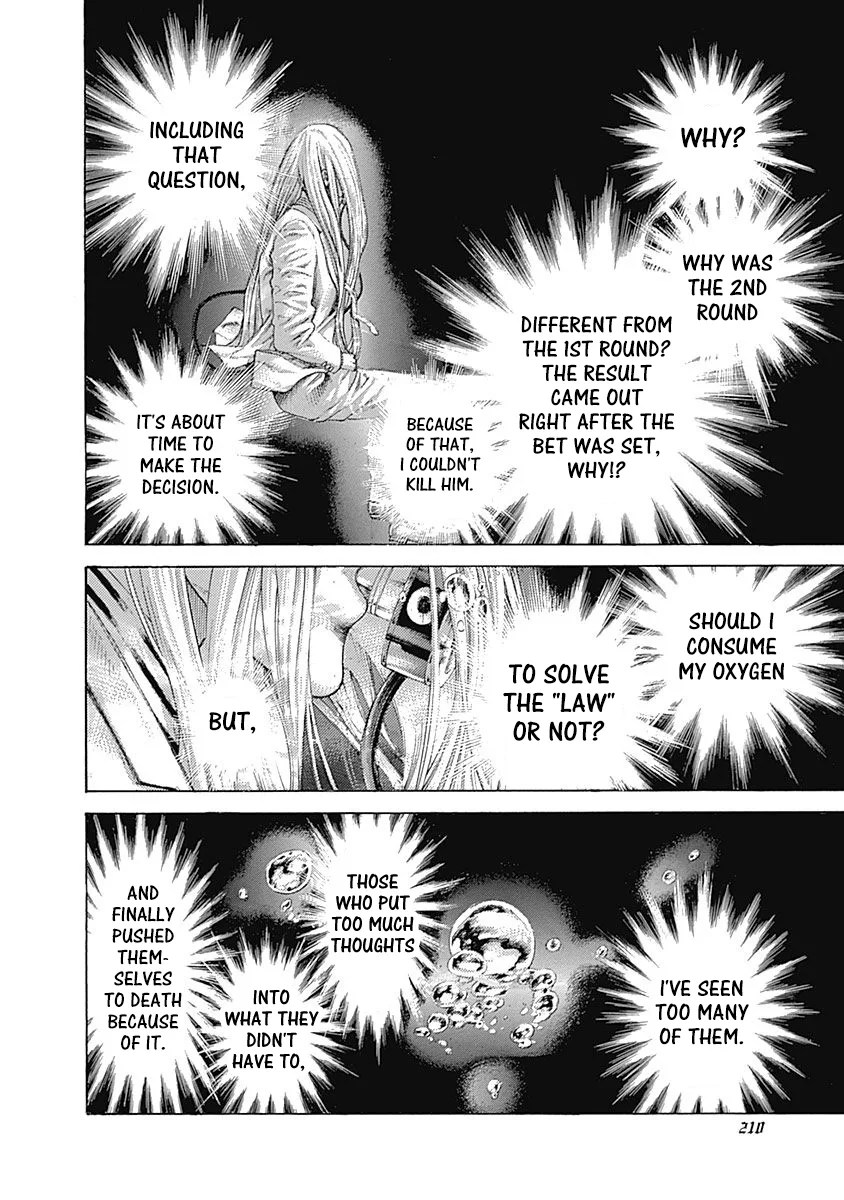 WHY?
WHY WAS
THE 2ND
ROUND
DIFFERENT FROM
THE 1ST ROUND?
THE RESULT
CAME OUT
RIGHT AFTER THE
BET WAS SET,
WHY!?
BECAUSE
OF THAT,
I COULDN'T
KILL HIM.
INCLUDING
THAT
QUESTION,
IT'S ABOUT
TIME TO
MAKE THE
DECISION.
SHOULD I
CONSUME
MY OXYGEN
TO SOLVE
THE "LAW"
OR NOT?
BUT,
I'VE SEEN
TOO MANY
OF THEM.
THOSE
WHO PUT
TOO MUCH
THOUGHTS
INTO
WHAT THEY
DIDN'T
HAVE TO,
AND
FINALLY
PUSHED
THEM-
SELVES
TO DEATH
BECAUSE
OF IT.
210